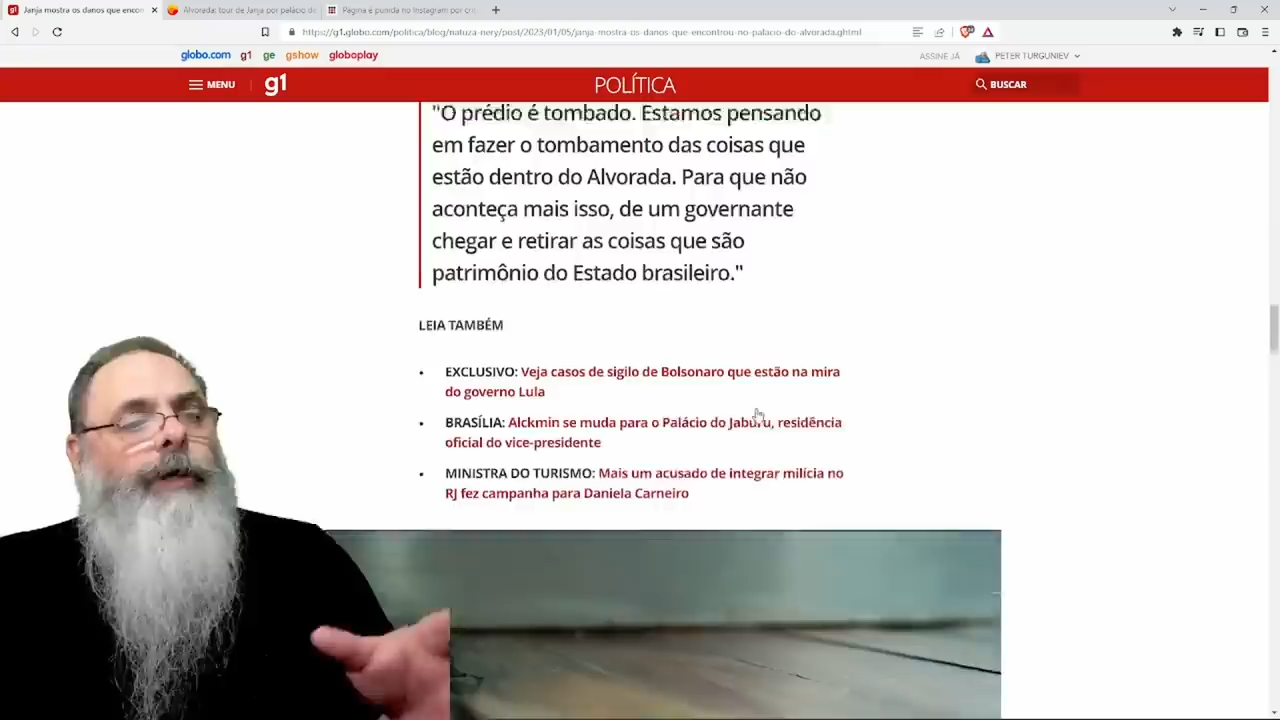 Janja mostra os danos que encon
Alvorada: tour de Janja por palácio d
Página é punida no Instagram por cri
https://g1.globo.com/politica/blog/natuza-nery/post/2023/01/05/janja-mostra-os-danos-que-encontrou-no-palacio-do-alvorada.ghtml
globo.com g1 ge gshow globoplay
ASSINE JÁ
PETER TURGUNIEV
MENU
g1
POLÍTICA
BUSCAR
"O prédio é tombado. Estamos pensando
em fazer o tombamento das coisas que
estão dentro do Alvorada. Para que não
aconteça mais isso, de um governante
chegar e retirar as coisas que são
patrimônio do Estado brasileiro."
LEIA TAMBÉM
• EXCLUSIVO: Veja casos de sigilo de Bolsonaro que estão na mira
do governo Lula
• BRASÍLIA: Alckmin se muda para o Palácio do Jaburu, residência
oficial do vice-presidente
• MINISTRA DO TURISMO: Mais um acusado de integrar milícia no
RJ fez campanha para Daniela Carneiro